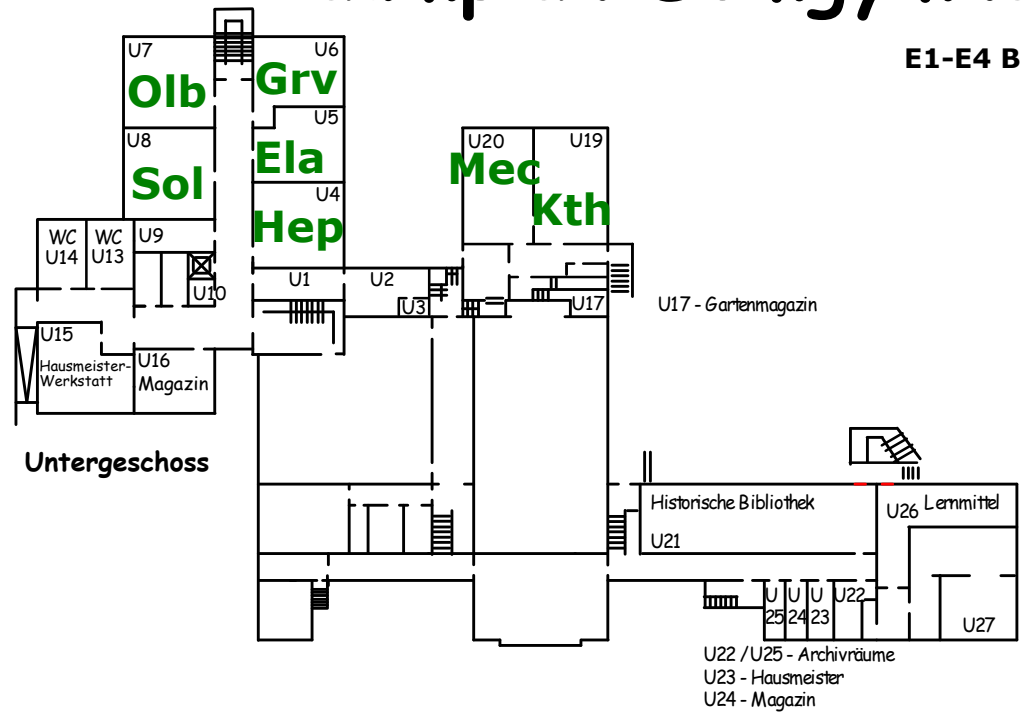 E1-E4 B
U7
U6
Olb
Grv
U5
U8
Ela
U20
U19
Mec
Sol
U4
Kth
Hep
WC
U14
WC
U13
U9
U10
U1
U2
U3
U17
U17 - Gartenmagazin
U15
Hausmeister-
Werkstatt
U16
Magazin
Untergeschoss
Historische Bibliothek
U21
U26
Lernmittel
U
25
U
24
U
23
U22
U27
U22 / U25 - Archivräume
U23 - Hausmeister
U24 - Magazin